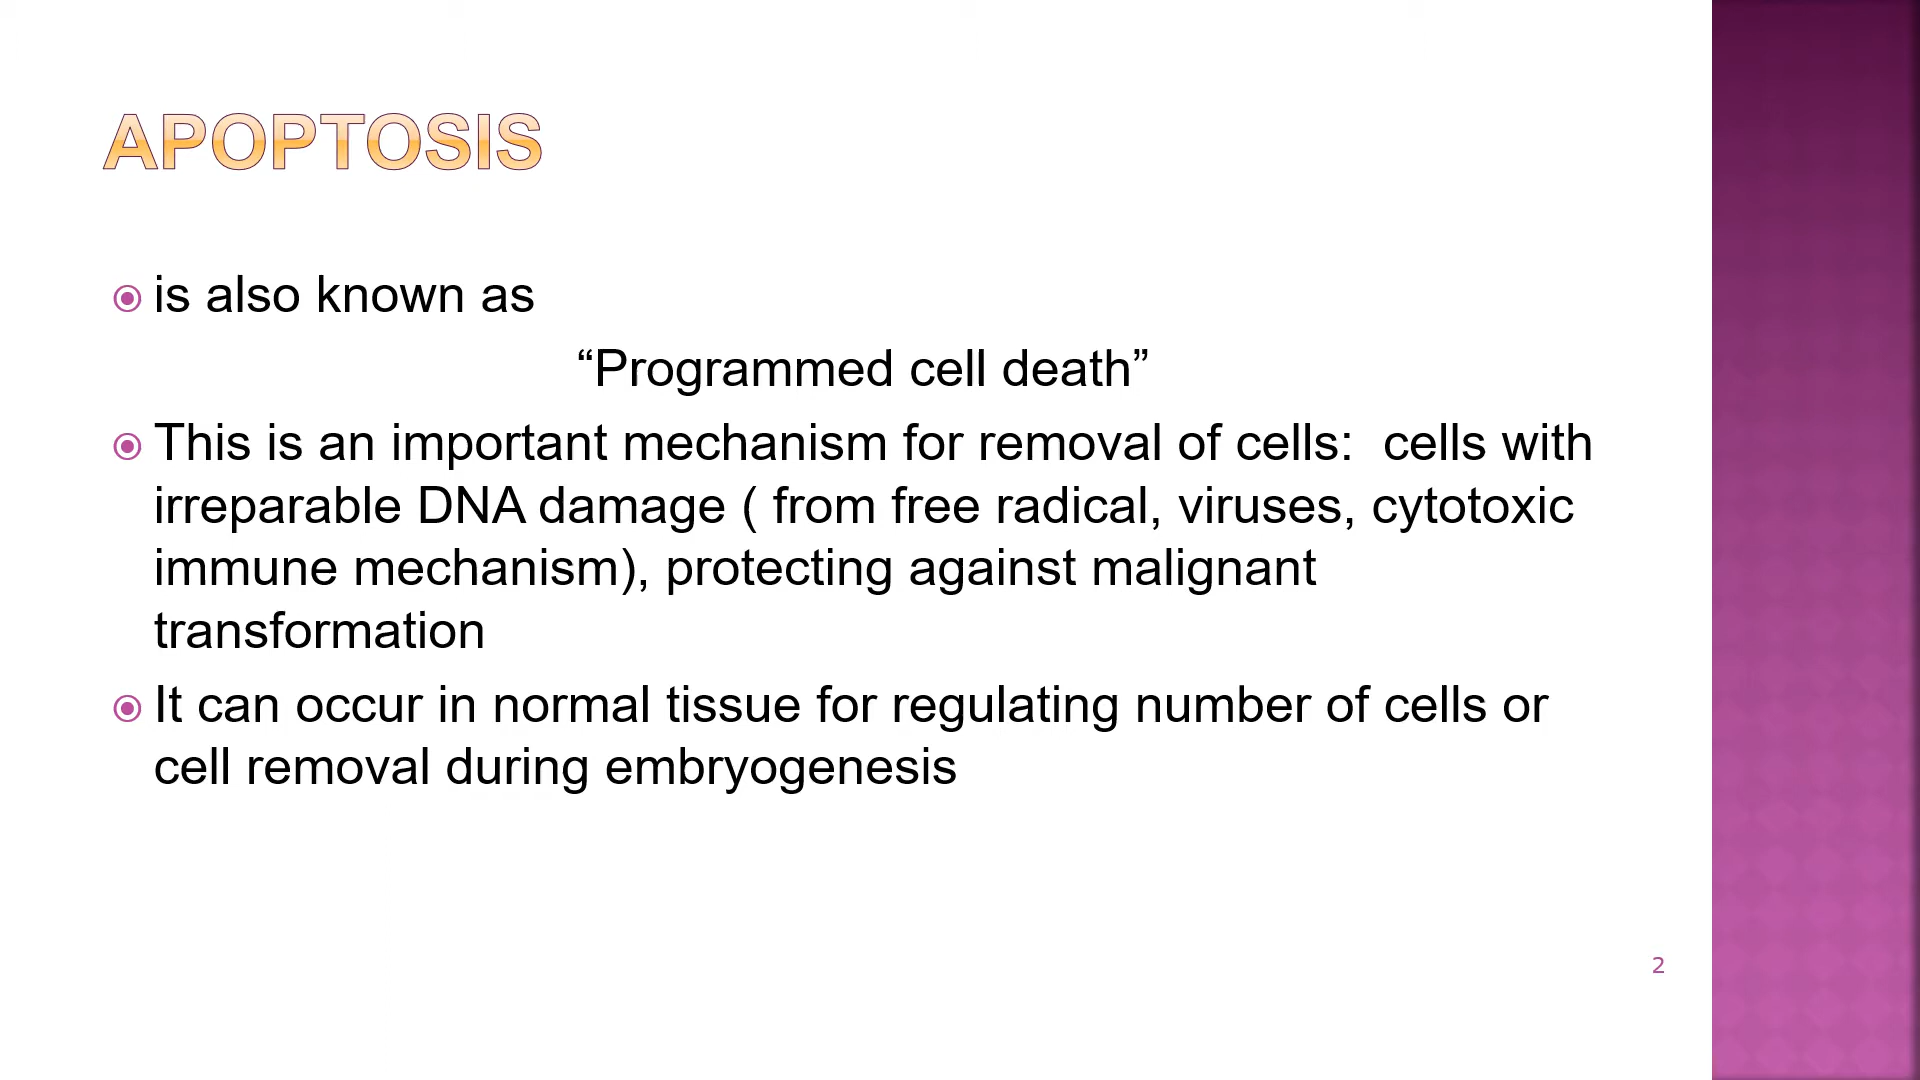 APOPTOSIS
is also known as
“Programmed cell death”
This is an important mechanism for removal of cells:  cells with
irreparable DNA damage ( from free radical, viruses, cytotoxic
immune mechanism), protecting against malignant
transformation
It can occur in normal tissue for regulating number of cells or
cell removal during embryogenesis
2